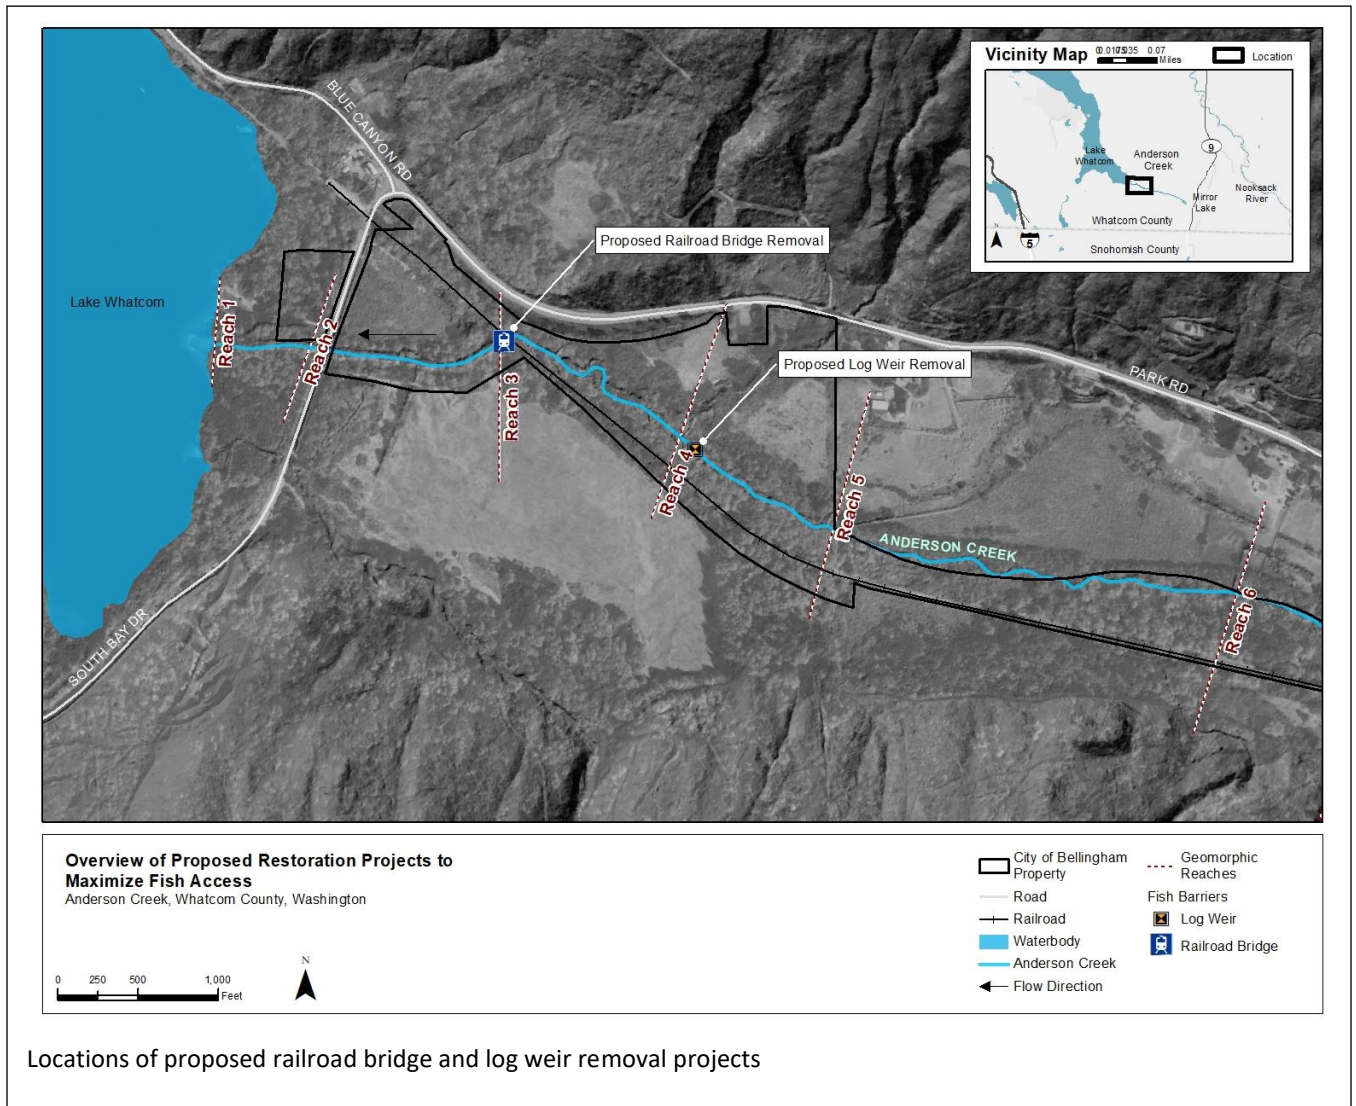 Vicinity Map
0.07
Miles
Location
Lake
Whatcom
Anderson
Creek
9
Mirror
Lake
Nooksack
River
Whatcom County
N
5
Snohomish County
BLUE CANYON RD
Proposed Railroad Bridge Removal
Lake Whatcom
Reach 1
Reach 2
Reach 3
Proposed Log Weir Removal
Reach 4
PARK RD
Reach 5
ANDERSON CREEK
Reach 6
SOUTH BAY DR
Overview of Proposed Restoration Projects to
Maximize Fish Access
Anderson Creek, Whatcom County, Washington
N
0 250 500 1,000
Feet
City of Bellingham
Property
Road
Railroad
Waterbody
Anderson Creek
Flow Direction
Geomorphic
Reaches
Fish Barriers
Log Weir
Railroad Bridge
Locations of proposed railroad bridge and log weir removal projects